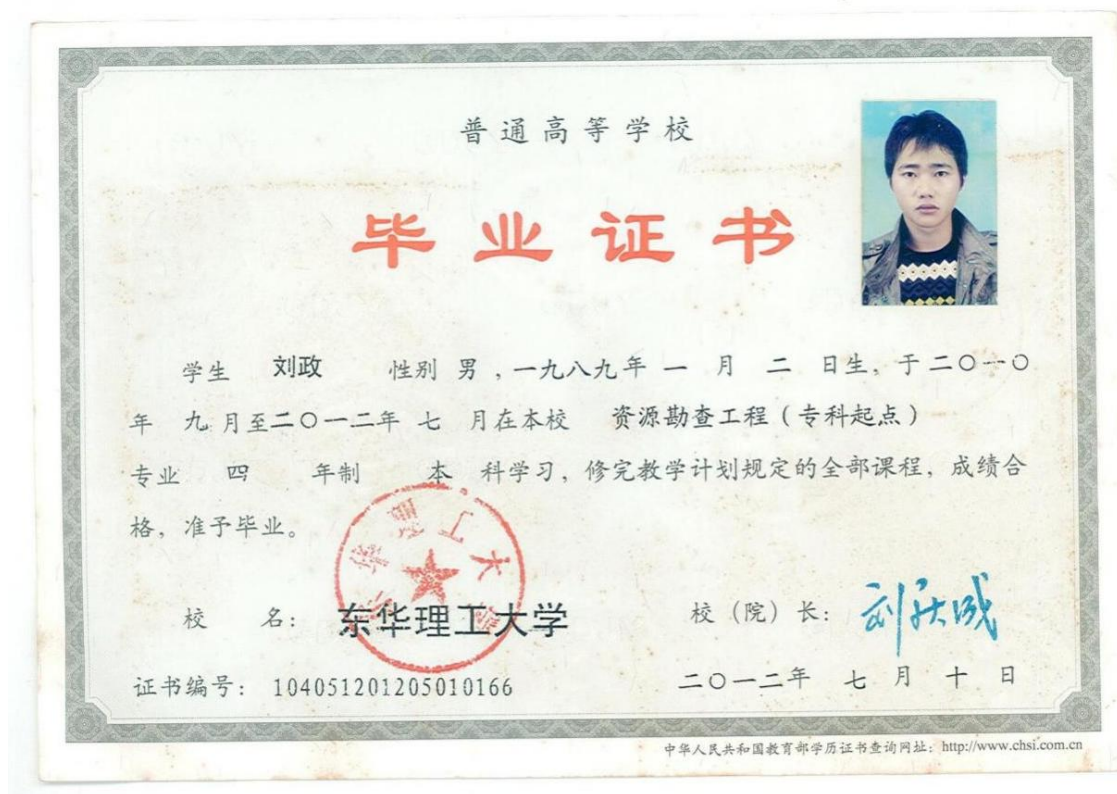 普通高等学校
毕业证书
学生 刘政 性别 男，一九八九年 一 月 二 日生，于二〇一〇
年 九 月至二〇一二年 七 月在本校 资源勘查工程（专科起点）
专业 四 年制 本 科学习，修完教学计划规定的全部课程，成绩合
格，准予毕业。
东华理工大学
校 名： 东华理工大学 校（院）长：
证书编号： 104051201205010166 二〇一二年 七 月 十 日
中华人民共和国教育部学历证书查询网址：http://www.chsi.com.cn